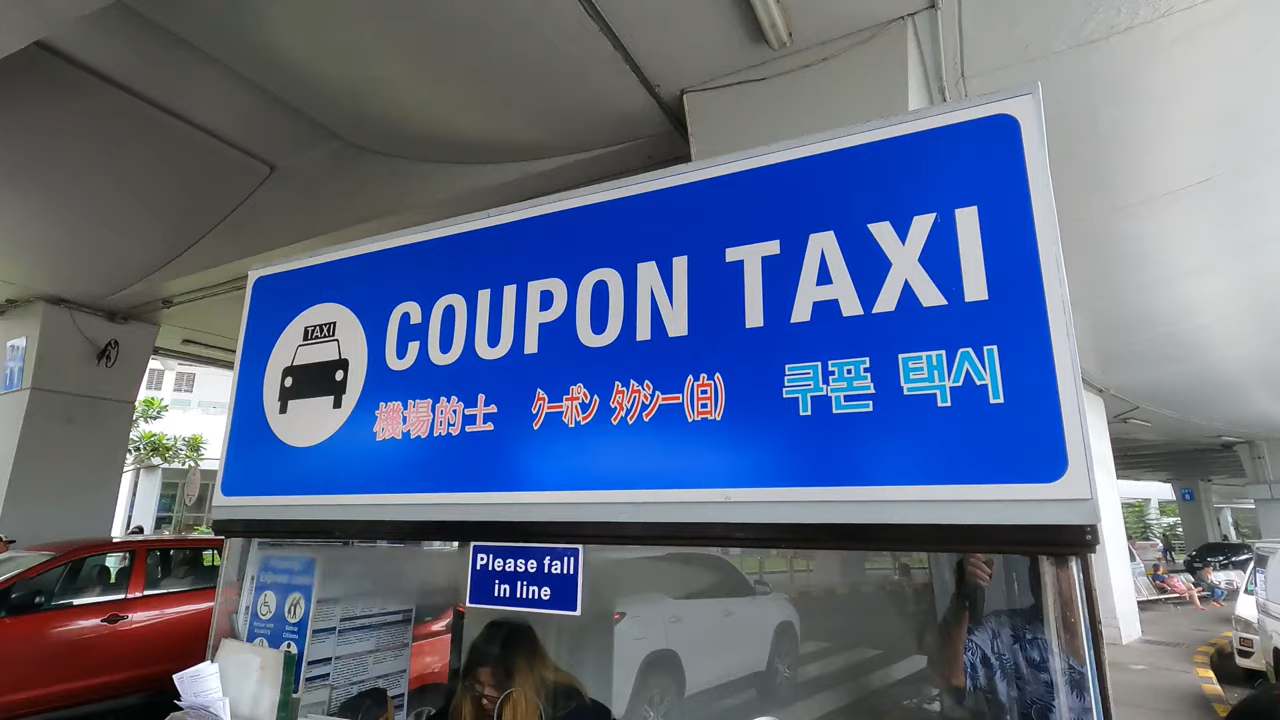 COUPON TAXI
TAXI
機場的士 クーポン タクシー(白) 쿠폰 택시
Please fall
in line